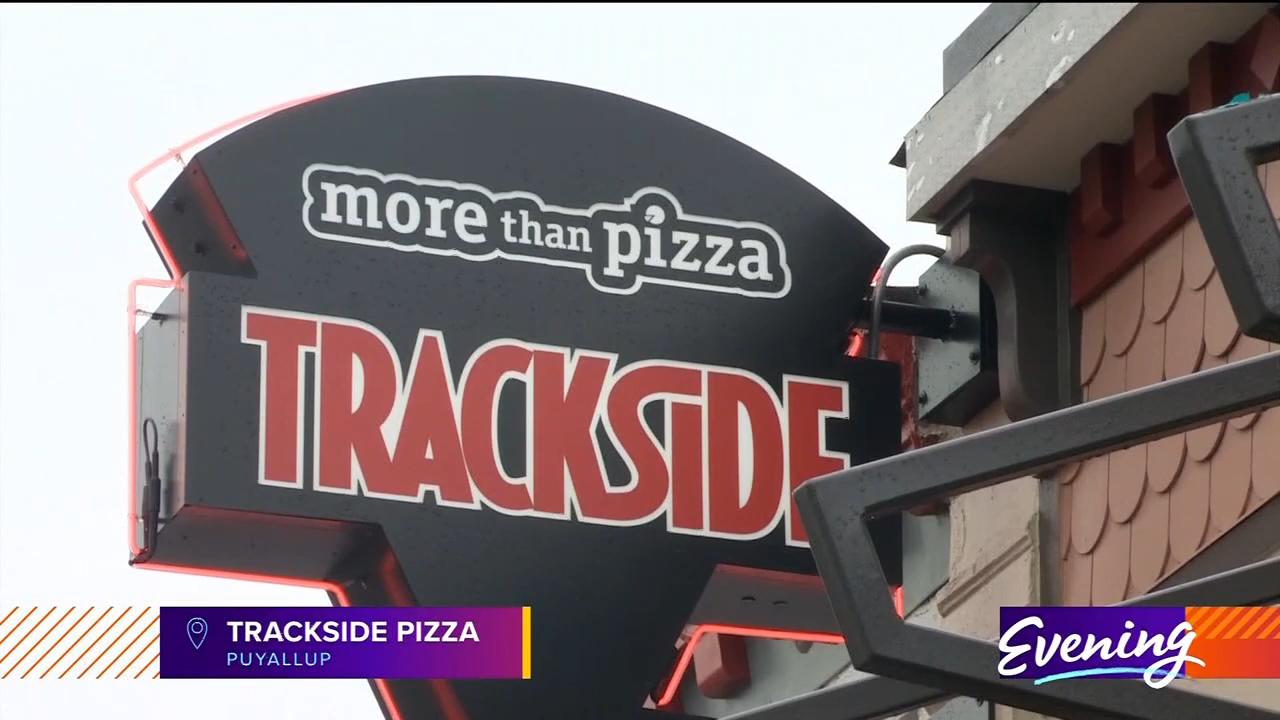 more than pizza
TRACKSIDE
TRACKSIDE PIZZA
PUYALLUP
Evening